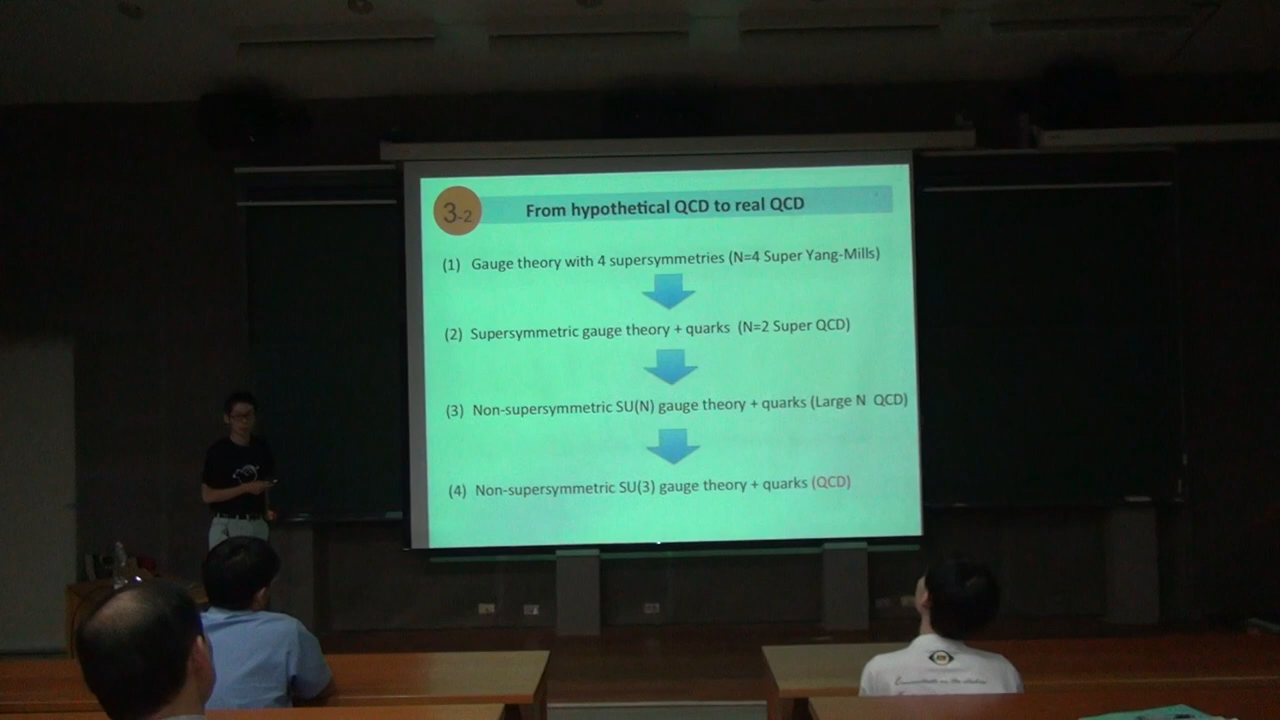 3-2
From hypothetical QCD to real QCD
(1) Gauge theory with 4 supersymmetries (N=4 Super Yang-Mills)
(2) Supersymmetric gauge theory + quarks (N=2 Super QCD)
(3) Non-supersymmetric SU(N) gauge theory + quarks (Large N QCD)
(4) Non-supersymmetric SU(3) gauge theory + quarks (QCD)